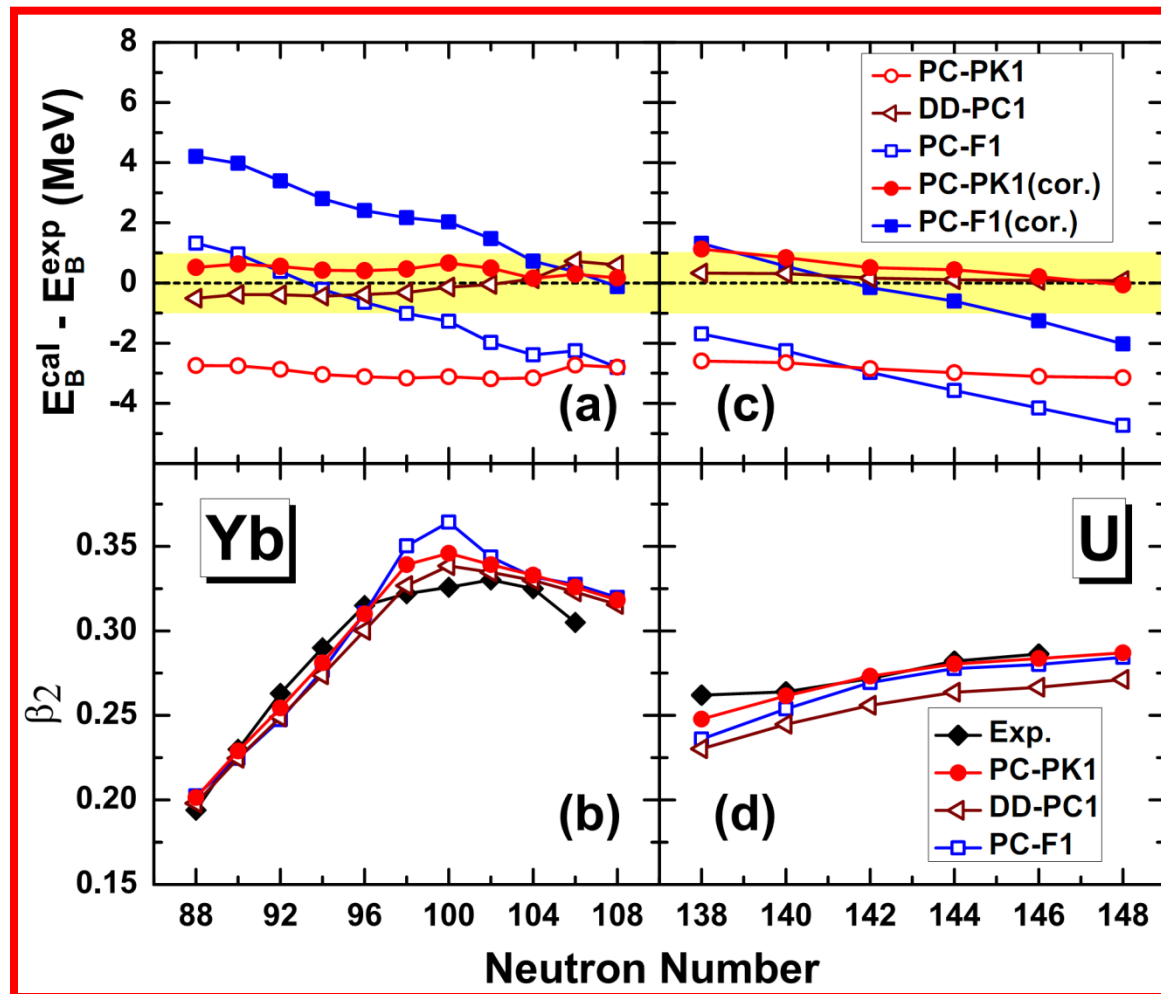 8
6
4
2
0
-2
-4
E_B^cal - E_B^exp (MeV)
(a)
PC-PK1
DD-PC1
PC-F1
PC-PK1(cor.)
PC-F1(cor.)
(c)
0.35
0.30
0.25
0.20
0.15
β2
Yb
(b)
U
(d)
Exp.
PC-PK1
DD-PC1
PC-F1
88 92 96 100 104 108 138 140 142 144 146 148
Neutron Number